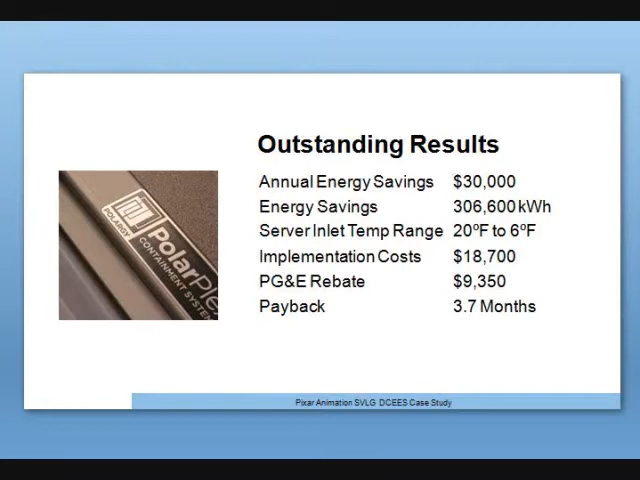 Outstanding Results
Annual Energy Savings $30,000
Energy Savings 306,600 kWh
Server Inlet Temp Range 20ºF to 6ºF
Implementation Costs $18,700
PG&E Rebate $9,350
Payback 3.7 Months
POLARGY
PolarPlex
CONTAINMENT SYSTEM
Pixar Animation SVLG DCEES Case Study